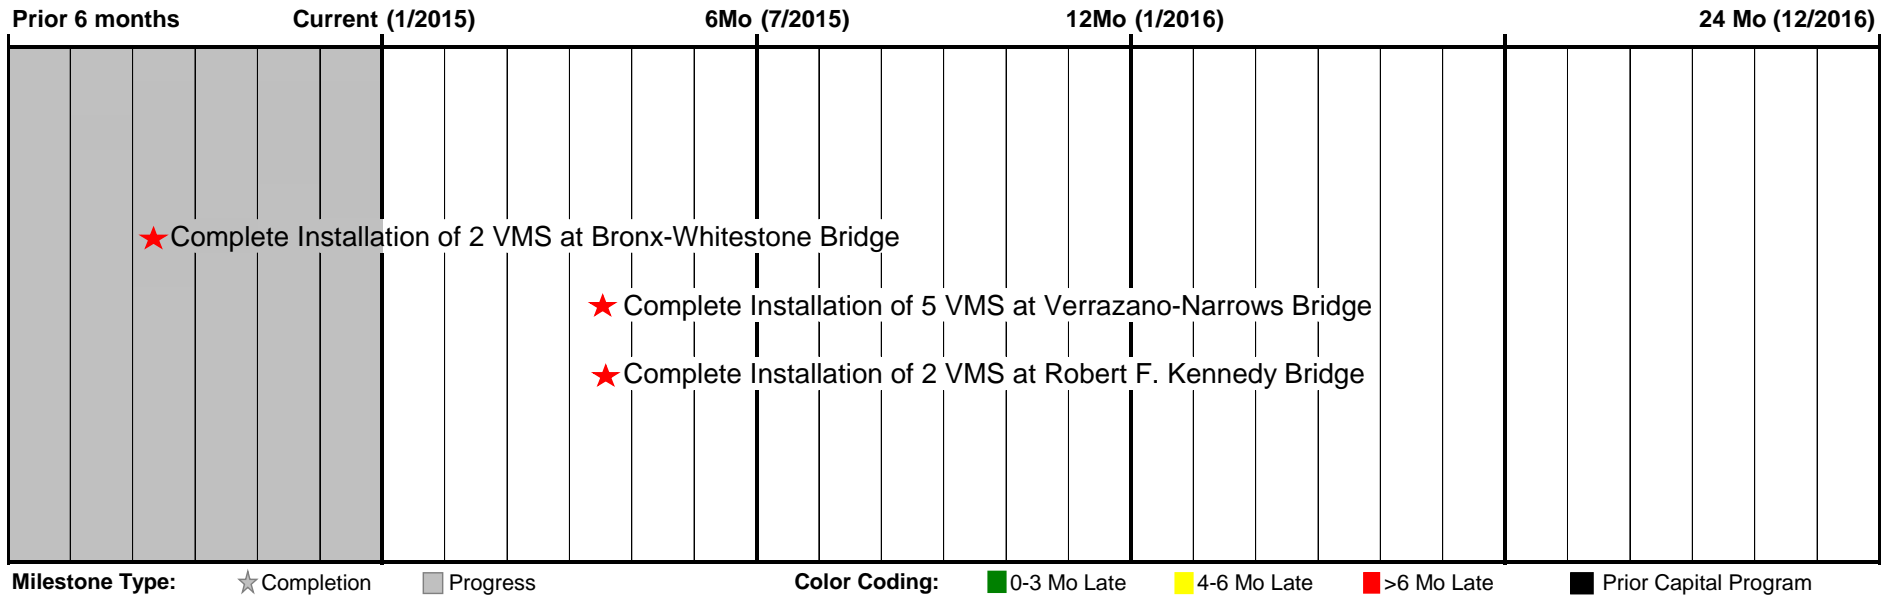 Prior 6 months Current (1/2015) 6Mo (7/2015) 12Mo (1/2016) 24 Mo (12/2016)
Complete Installation of 2 VMS at Bronx-Whitestone Bridge
Complete Installation of 5 VMS at Verrazano-Narrows Bridge
Complete Installation of 2 VMS at Robert F. Kennedy Bridge
Milestone Type: Completion Progress Color Coding: 0-3 Mo Late 4-6 Mo Late >6 Mo Late Prior Capital Program